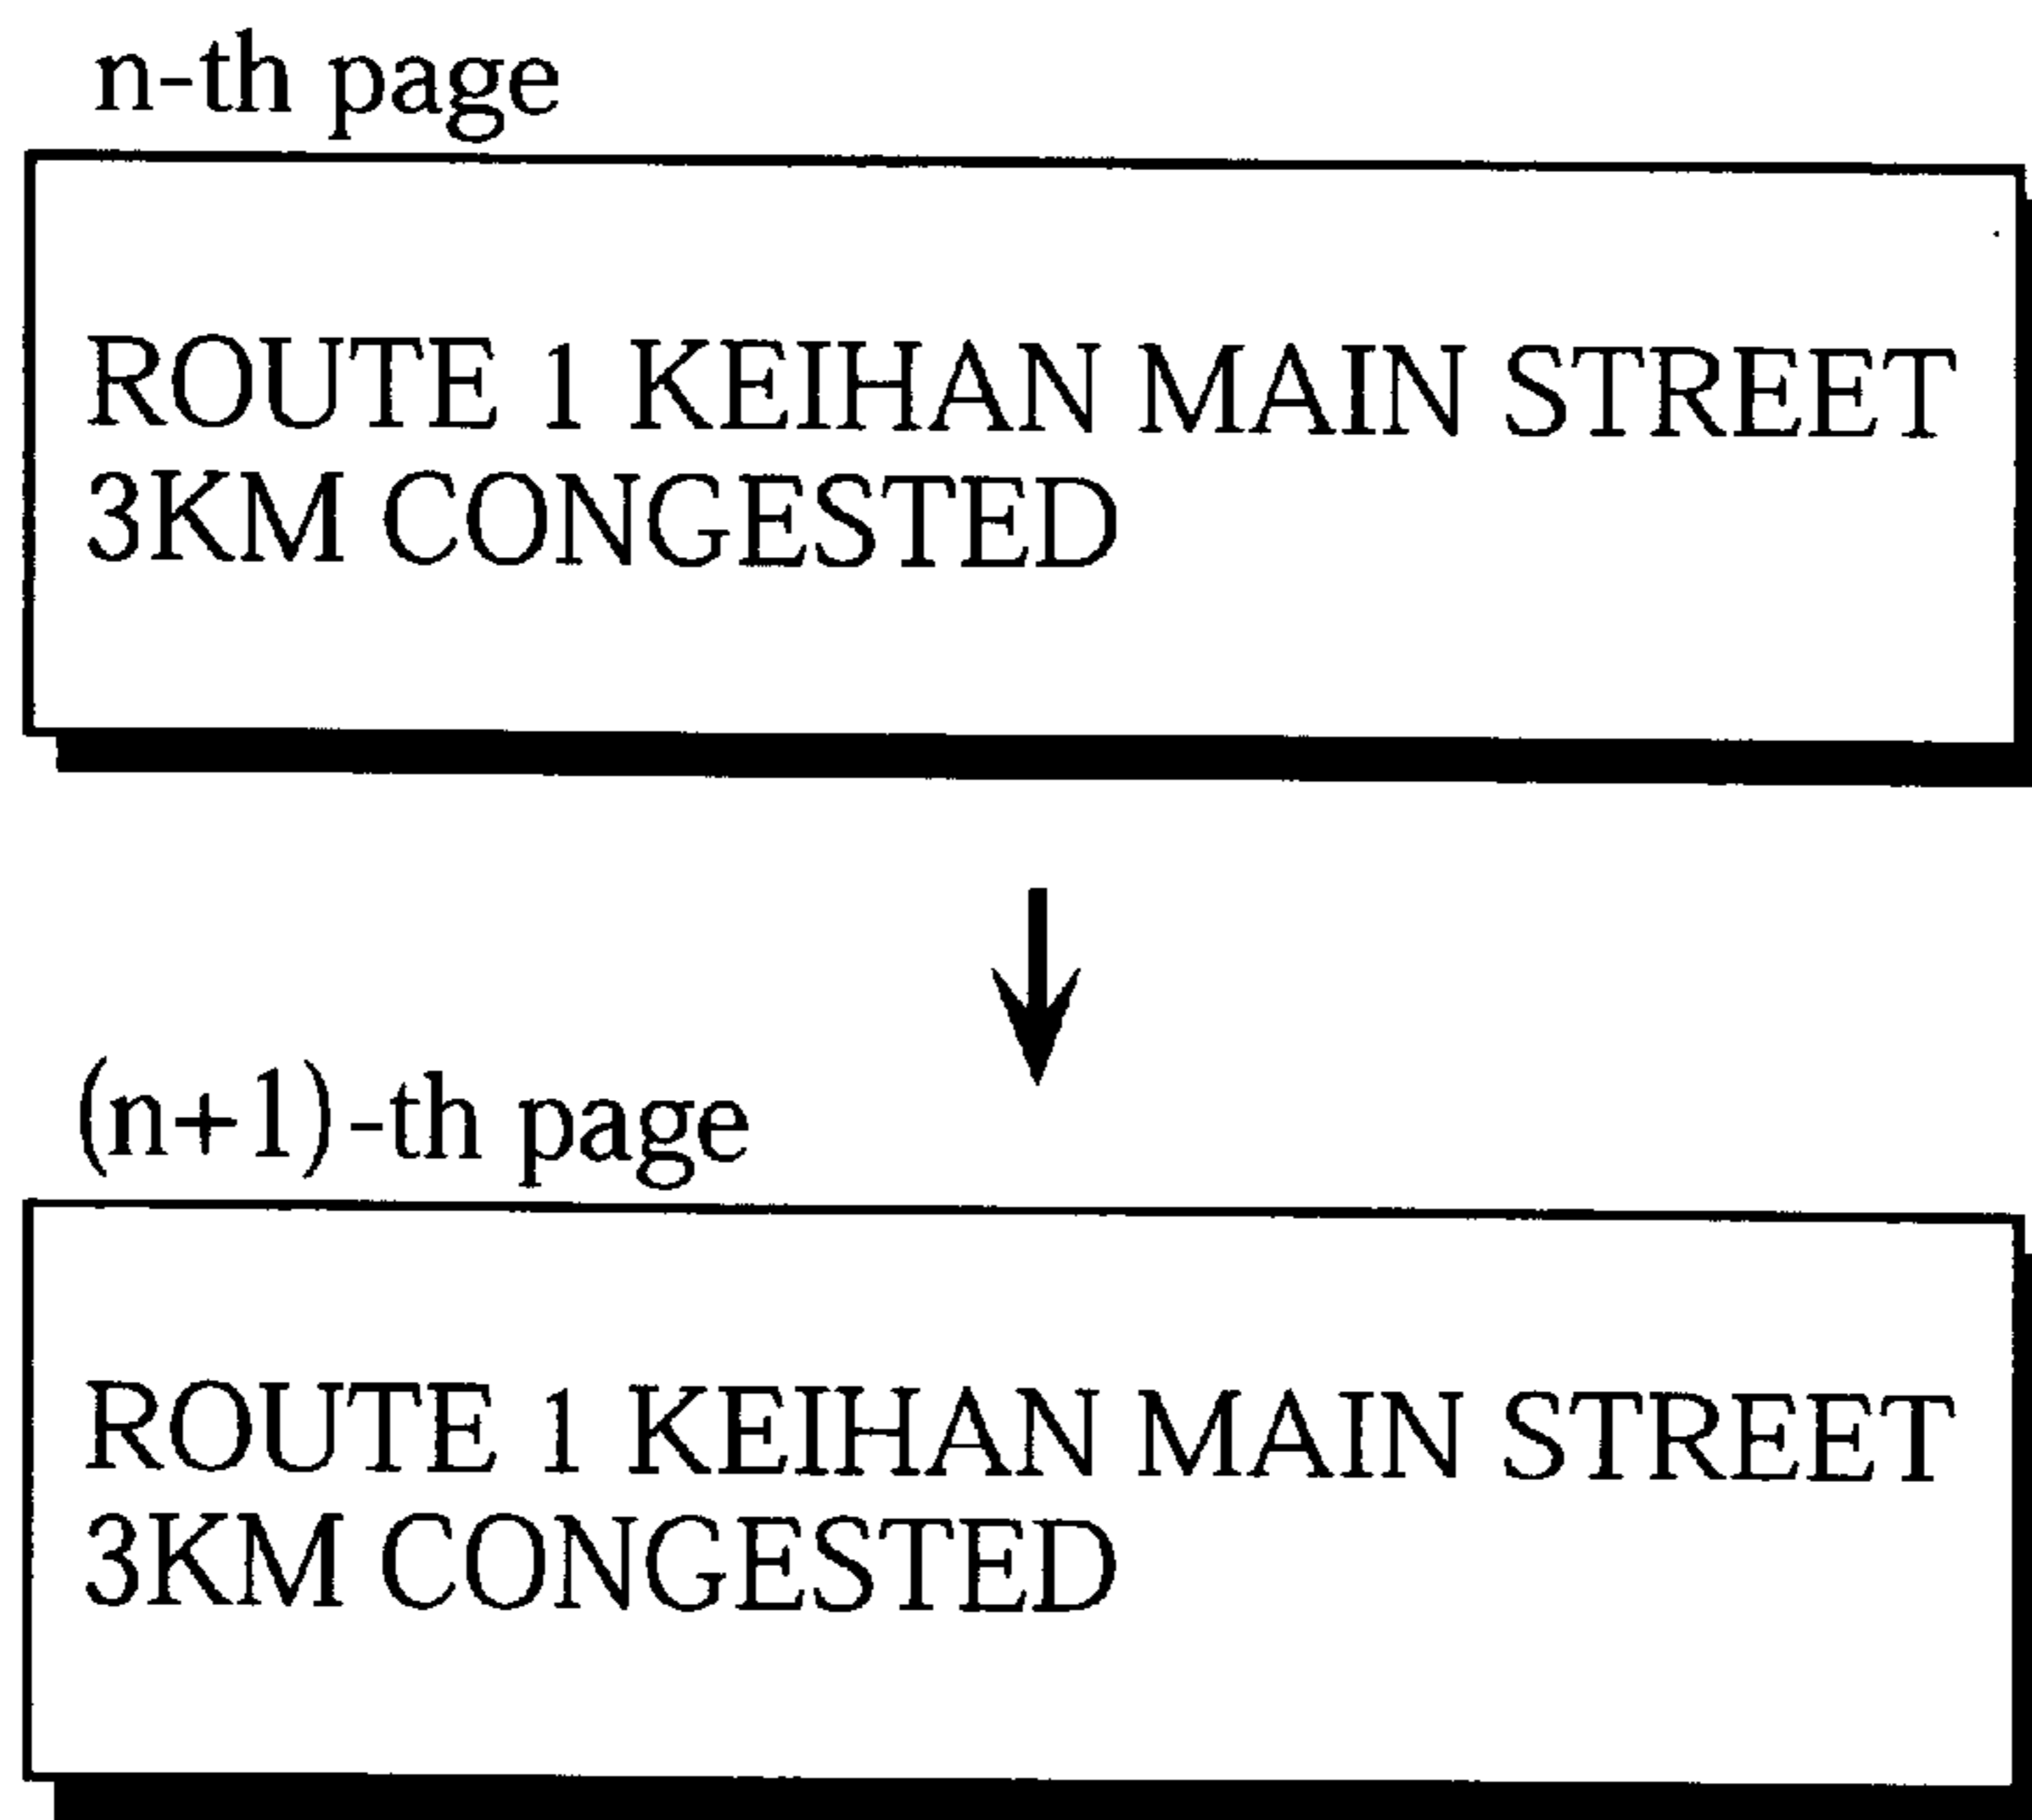 n-th page
ROUTE 1 KEIHAN MAIN STREET
3KM CONGESTED
(n+1)-th page
ROUTE 1 KEIHAN MAIN STREET
3KM CONGESTED